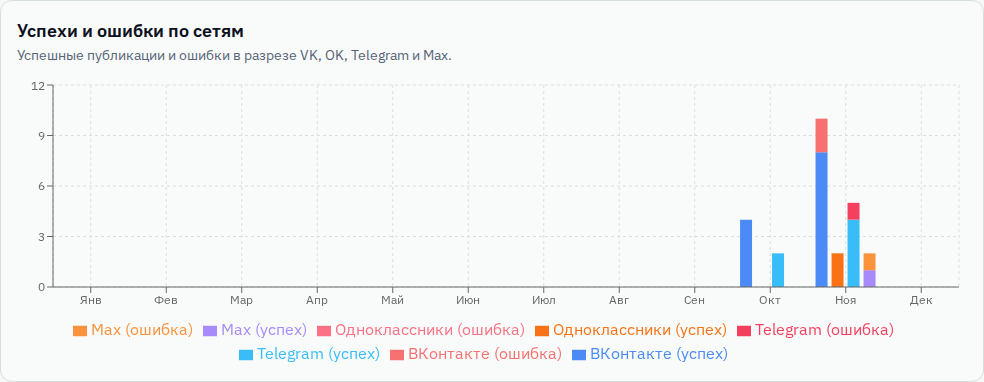 Успехи и ошибки по сетям
Успешные публикации и ошибки в разрезе VK, OK, Telegram и Max.
12
9
6
3
0
Янв Фев Мар Апр Май Июн Июл Авг Сен Окт Ноя Дек
Max (ошибка) Max (успех) Одноклассники (ошибка) Одноклассники (успех) Telegram (ошибка)
Telegram (успех) ВКонтакте (ошибка) ВКонтакте (успех)